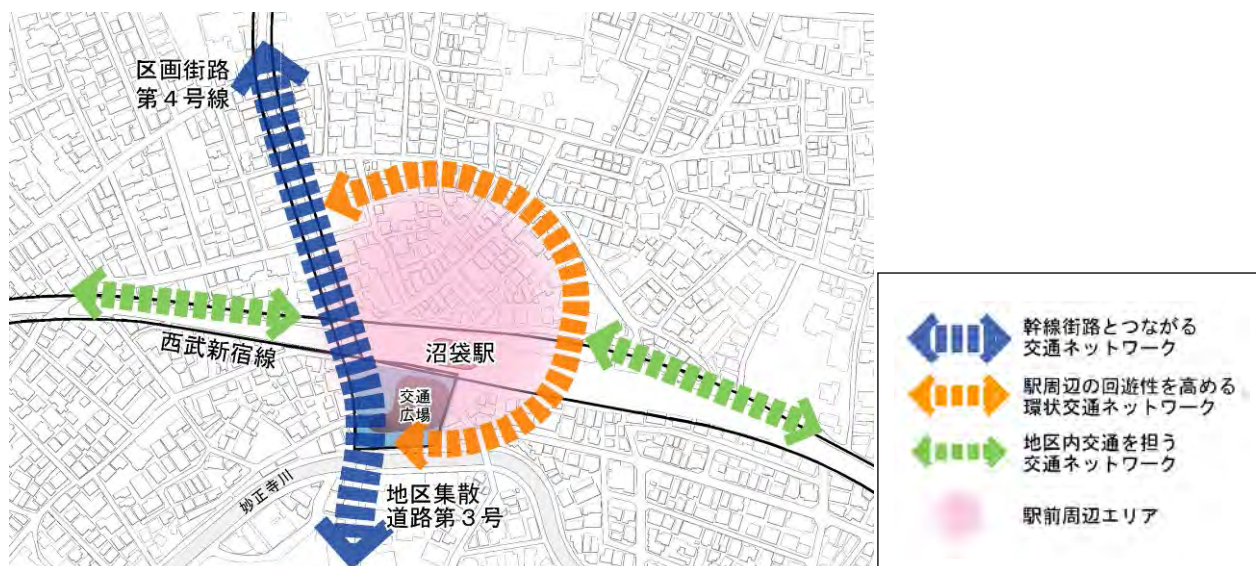 区画街路
第４号線
西武新宿線
沼袋駅
交通
広場
妙正寺川
地区集散
道路第３号
幹線街路とつながる
交通ネットワーク
駅周辺の回遊性を高める
環状交通ネットワーク
地区内交通を担う
交通ネットワーク
駅前周辺エリア